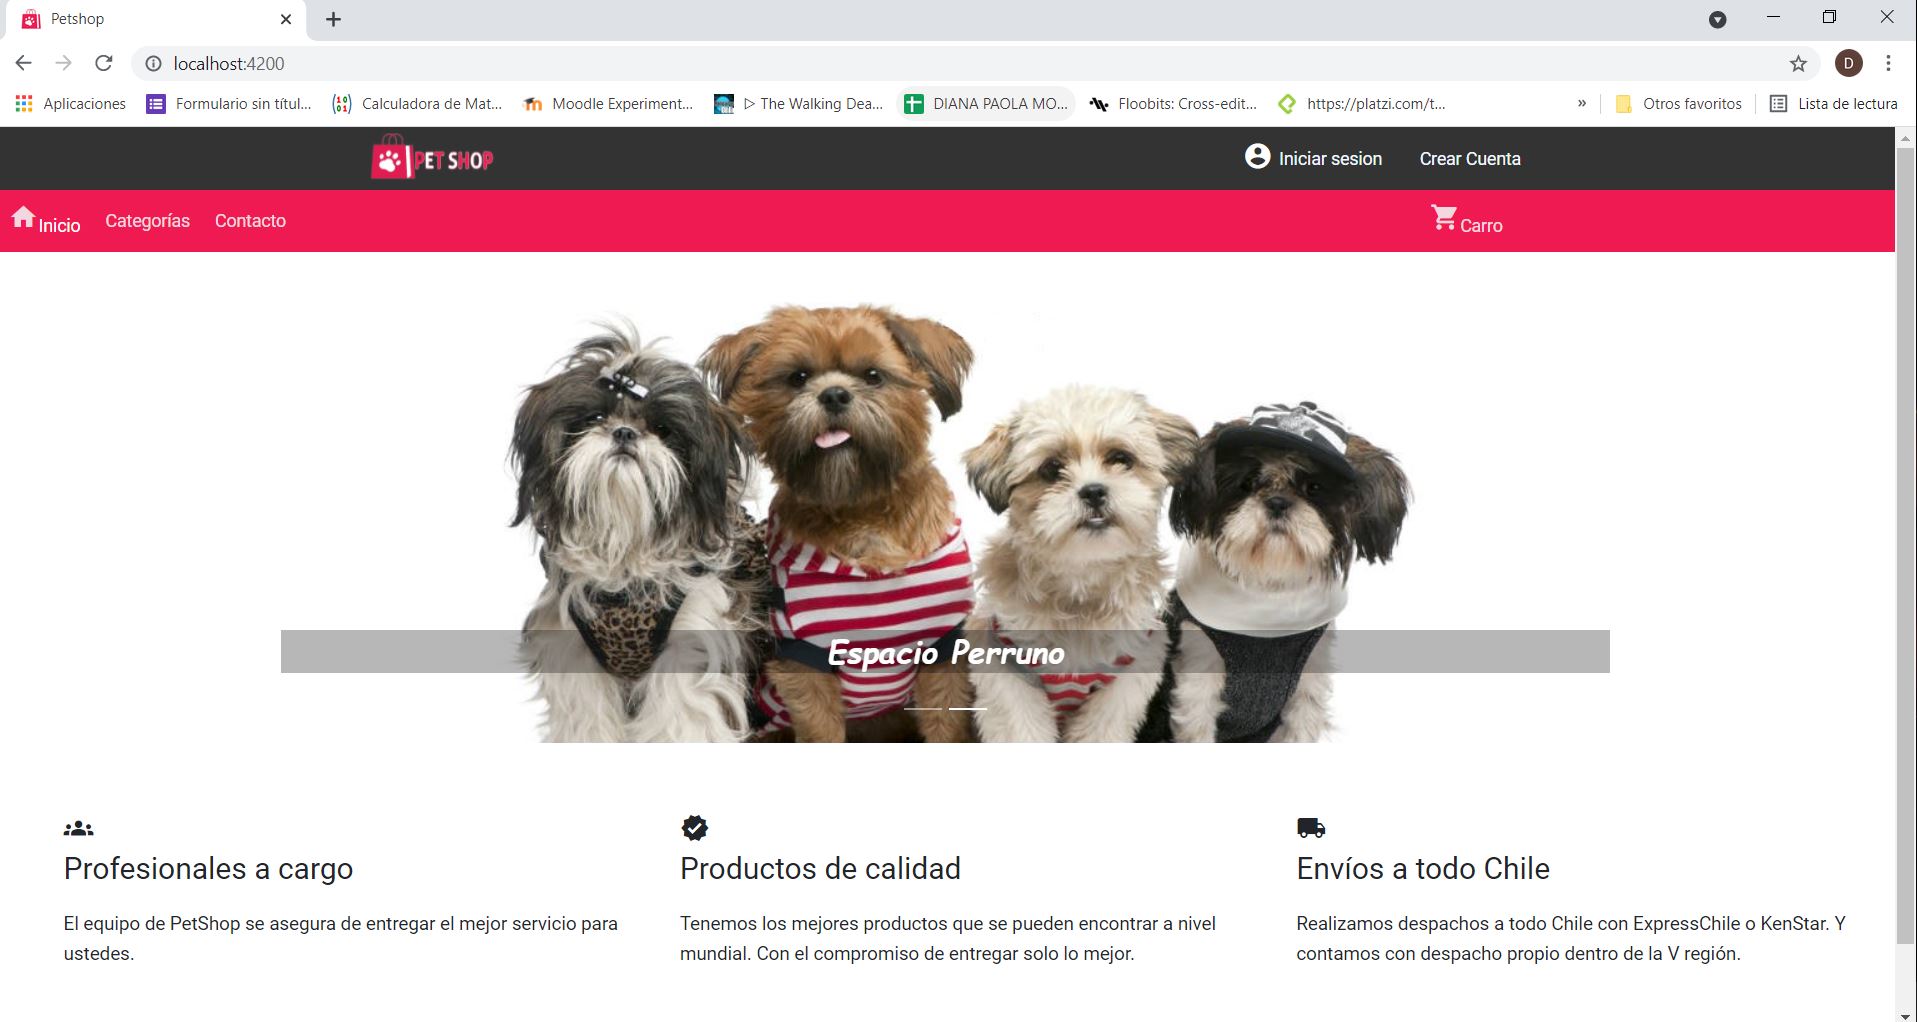 Petshop
localhost:4200
D
Aplicaciones
Formulario sin títul...
Calculadora de Mat...
Moodle Experiment...
▷ The Walking Dea...
DIANA PAOLA MO...
Floobits: Cross-edit...
https://platzi.com/t...
»
Otros favoritos
Lista de lectura
PET SHOP
Iniciar sesion
Crear Cuenta
Inicio
Categorías
Contacto
Carro
Espacio Perruno
Profesionales a cargo
El equipo de PetShop se asegura de entregar el mejor servicio para
ustedes.
Productos de calidad
Tenemos los mejores productos que se pueden encontrar a nivel
mundial. Con el compromiso de entregar solo lo mejor.
Envíos a todo Chile
Realizamos despachos a todo Chile con ExpressChile o KenStar. Y
contamos con despacho propio dentro de la V región.